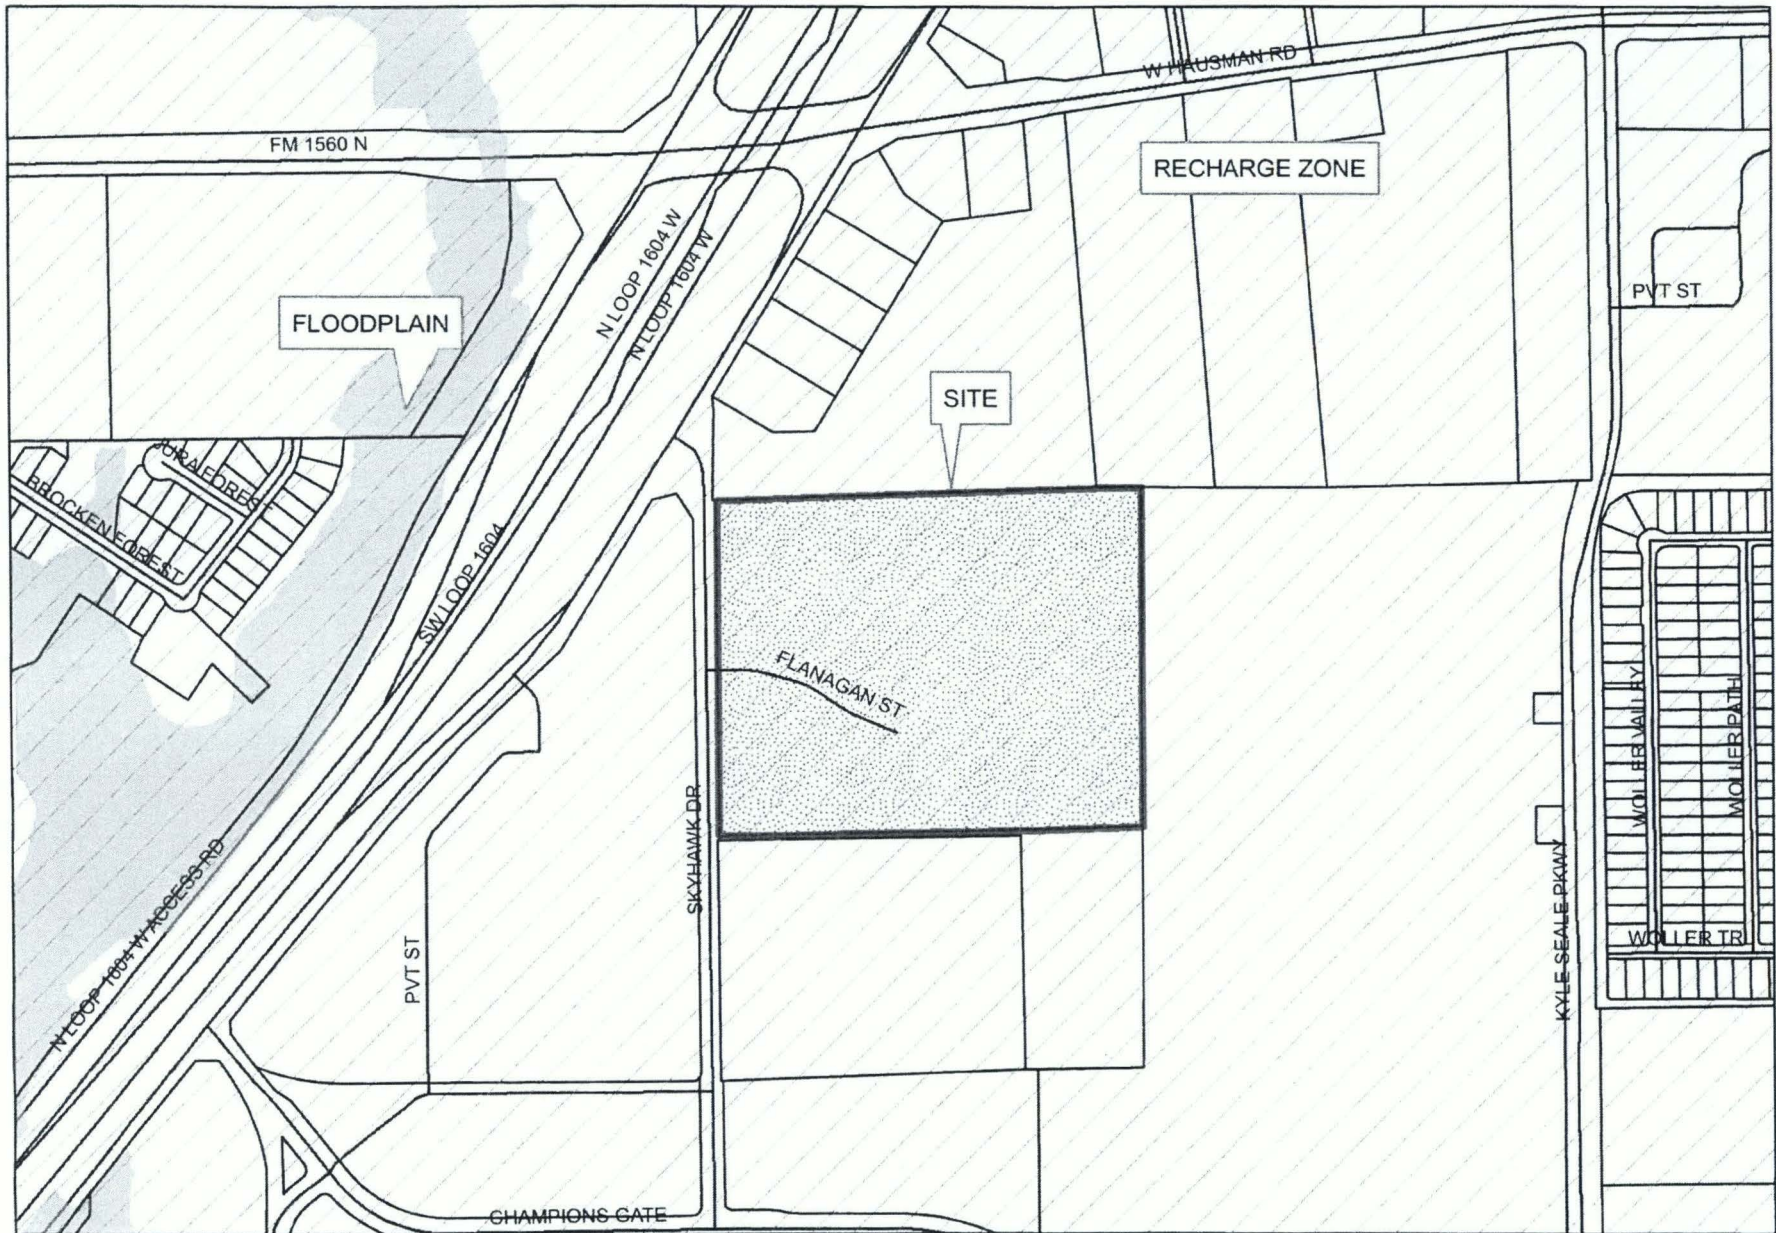 W HAUSMAN RD
FM 1560 N
RECHARGE ZONE
N LOOP 1604 W
N LOOP 1604 W
PVT ST
FLOODPLAIN
SITE
JURA FOREST
BROCKEN FOREST
SW LOOP 1604
FLANAGAN ST
WOLLER VALLEY
WOLLER PATH
SKYHAWK DR
N LOOP 1604 W ACCESS RD
KYLE SEALE PKWY
PVT ST
WOLLER TR
CHAMPIONS GATE